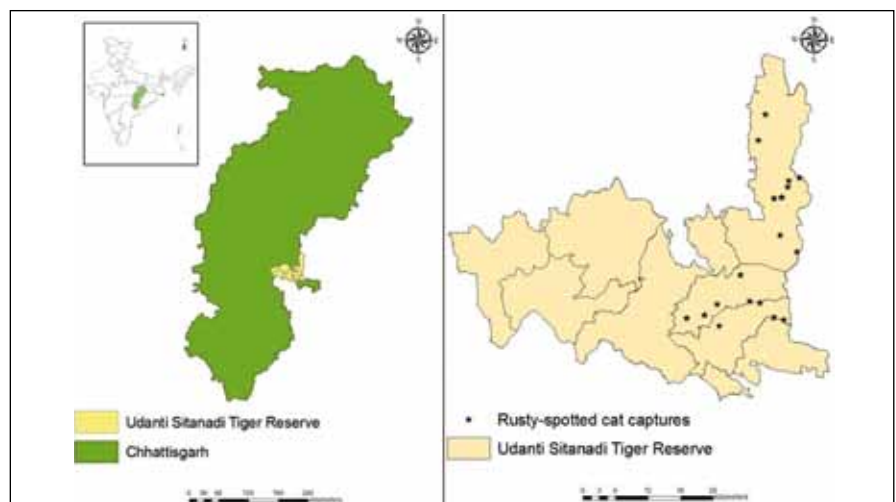 Udanti Sitanadi Tiger Reserve
Chhattisgarh
Rusty-spotted cat captures
Udanti Sitanadi Tiger Reserve